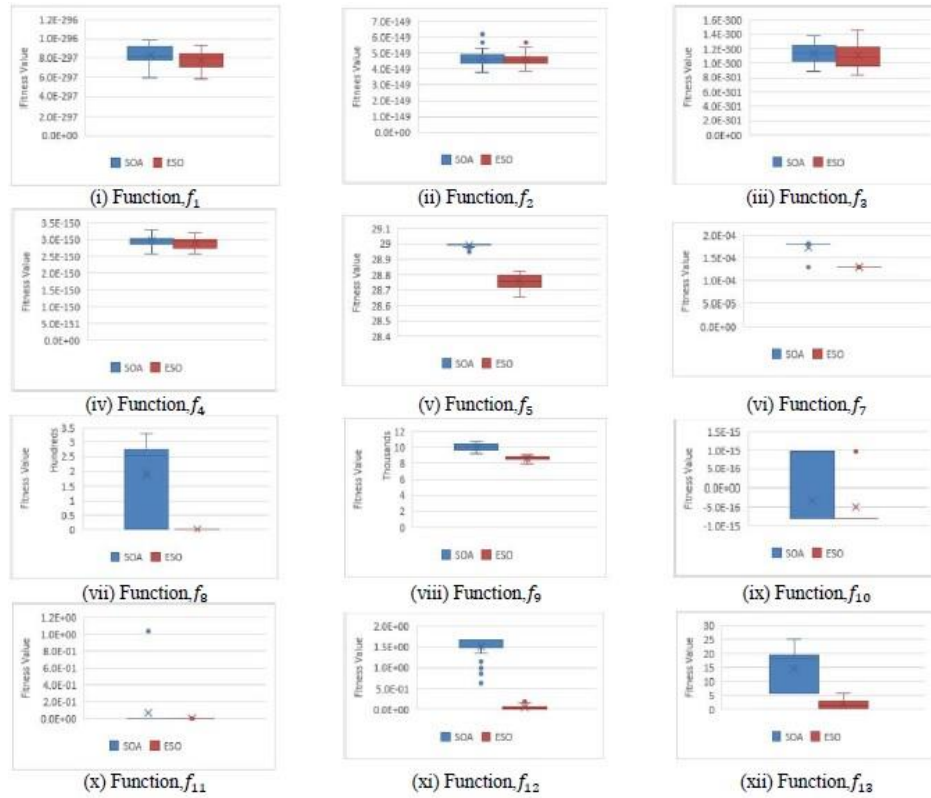 1.2E-296
1.0E-296
8.0E-297
6.0E-297
4.0E-297
2.0E-297
0.0E+00
Fitness Value
SOA ESO
(i) Function,f1
7.0E-149
6.0E-149
5.0E-149
4.0E-149
3.0E-149
2.0E-149
1.0E-149
0.0E+00
Fitness Value
SOA ESO
(ii) Function,f2
1.6E-300
1.4E-300
1.2E-300
1.0E-300
8.0E-301
6.0E-301
4.0E-301
2.0E-301
0.0E+00
Fitness Value
SOA ESO
(iii) Function,f3
3.5E-150
3.0E-150
2.5E-150
2.0E-150
1.5E-150
1.0E-150
5.0E-151
0.0E+00
Fitness Value
SOA ESO
(iv) Function,f4
29.1
29
28.9
28.8
28.7
28.6
28.5
28.4
Fitness Value
SOA ESO
(v) Function,f5
2.0E-04
1.5E-04
1.0E-04
5.0E-05
0.0E+00
Fitness Value
SOA ESO
(vi) Function,f7
3.5
3
2.5
2
1.5
1
0.5
0
Fitness Value
Hundreds
SOA ESO
(vii) Function,f8
12
10
8
6
4
2
0
Fitness Value
Thousands
SOA ESO
(viii) Function,f9
1.5E-15
1.0E-15
5.0E-16
0.0E+00
-5.0E-16
-1.0E-15
Fitness Value
SOA ESO
(ix) Function,f10
1.2E+00
1.0E+00
8.0E-01
6.0E-01
4.0E-01
2.0E-01
0.0E+00
Fitness Value
SOA ESO
(x) Function,f11
2.0E+00
1.5E+00
1.0E+00
5.0E-01
0.0E+00
Fitness Value
SOA ESO
(xi) Function,f12
30
25
20
15
10
5
0
Fitness Value
SOA ESO
(xii) Function,f13